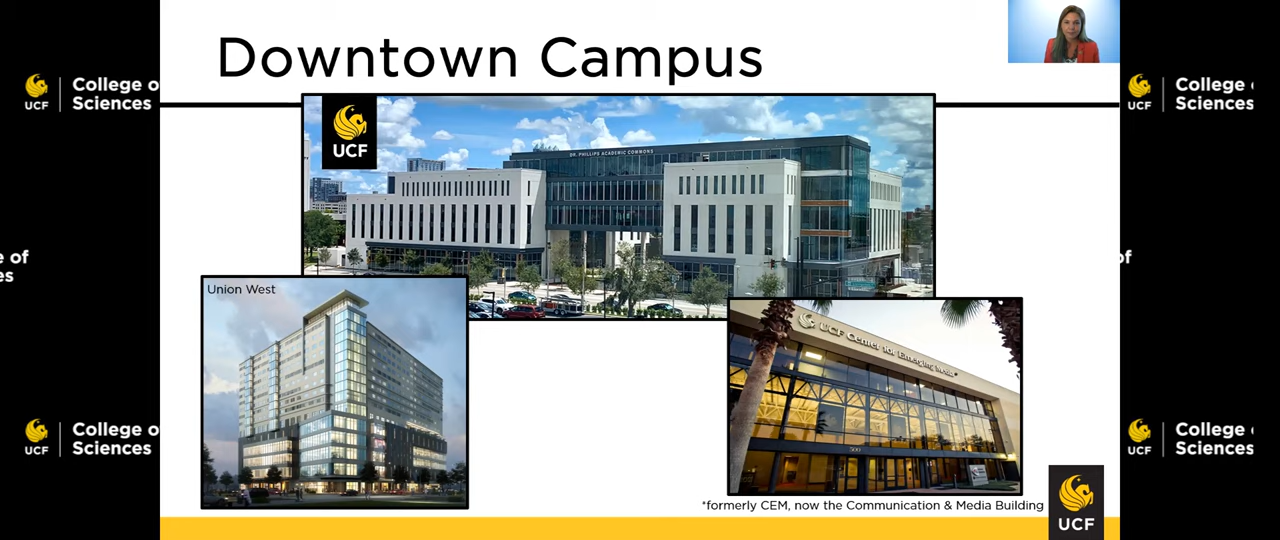 Downtown Campus
UCF
College of
Sciences
UCF
College
Sciences
UCF
DR. PHILLIPS ACADEMIC COMMONS
e of
es
of
Union West
UCF Center for Emerging Media*
500
UCF
College of
Sciences
UCF
College
Sciences
*formerly CEM, now the Communication & Media Building
UCF